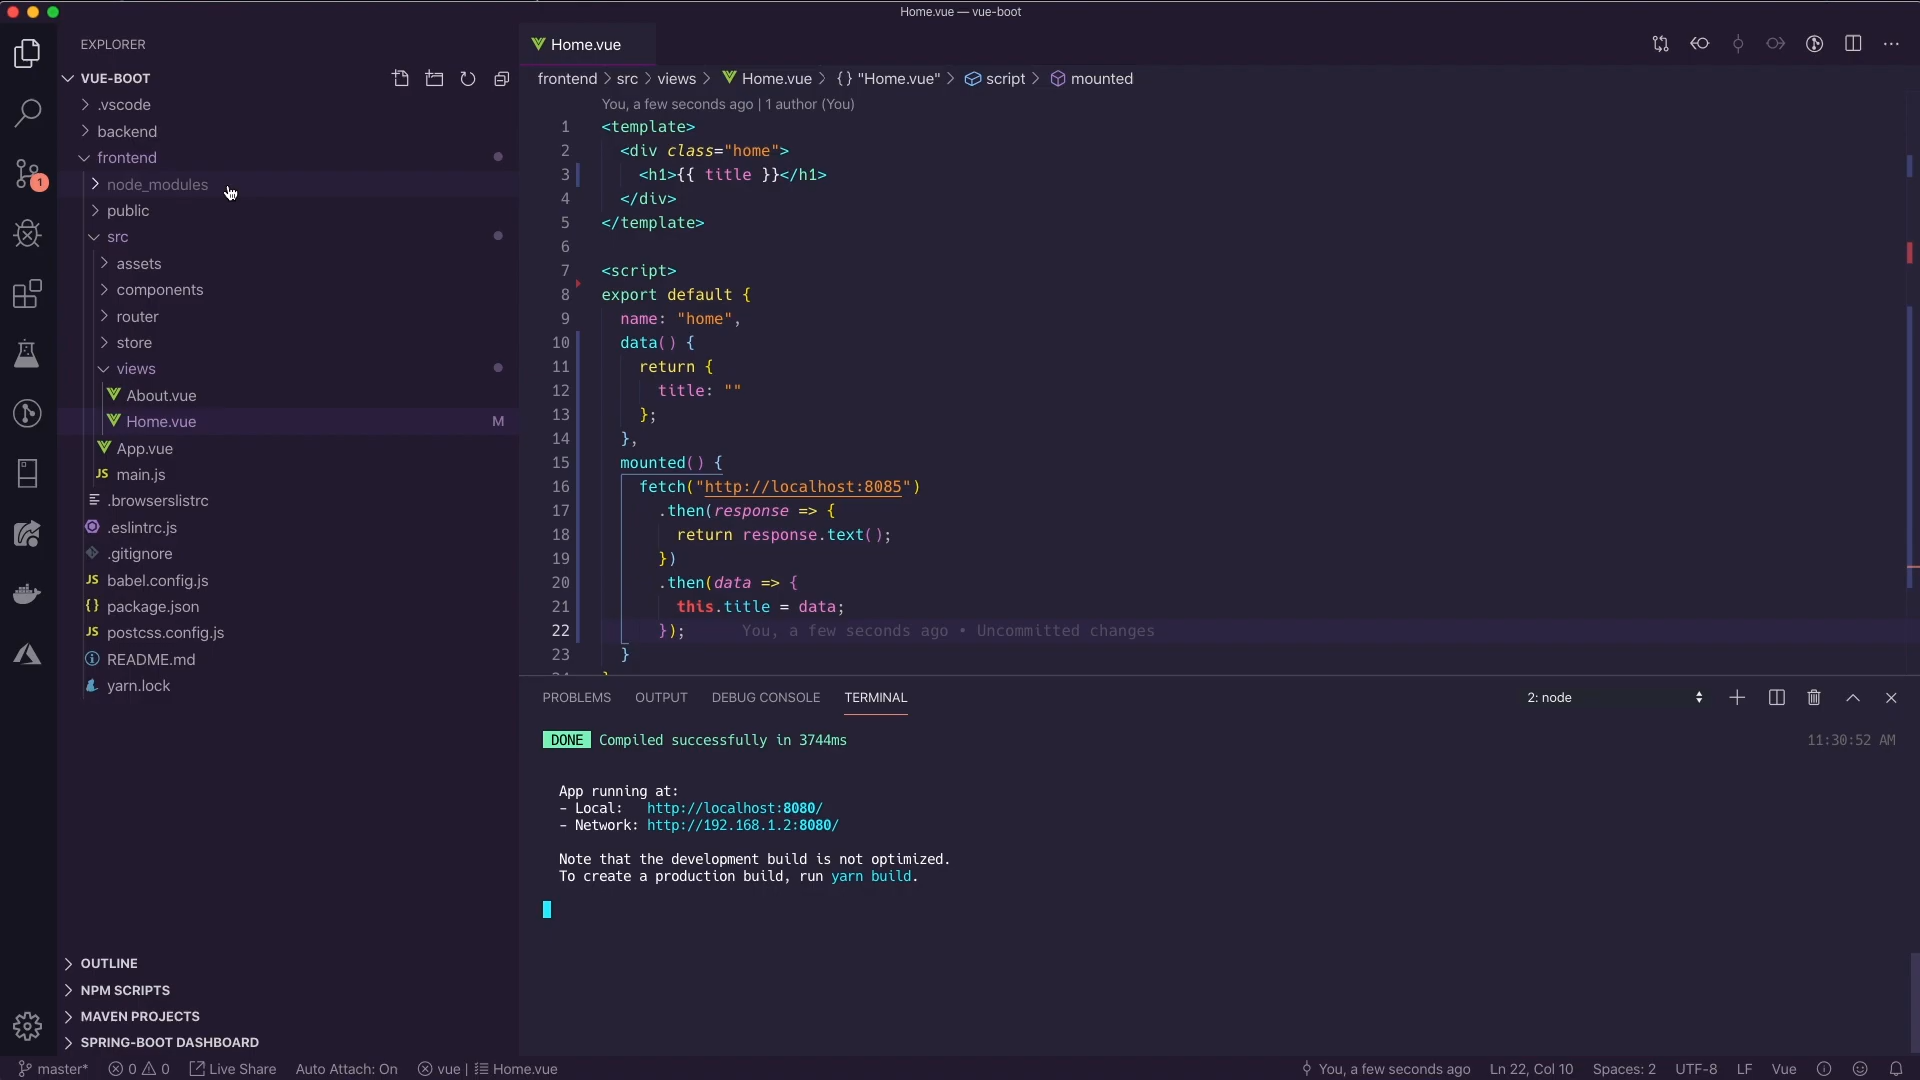 Home.vue — vue-boot
EXPLORER
Home.vue
VUE-BOOT
frontend > src > views > Home.vue > {} "Home.vue" > script > mounted
.vscode
backend
frontend
node_modules
public
src
assets
components
router
store
views
About.vue
Home.vue M
App.vue
JS main.js
.browserslistrc
.eslintrc.js
.gitignore
JS babel.config.js
{} package.json
JS postcss.config.js
README.md
yarn.lock
OUTLINE
NPM SCRIPTS
MAVEN PROJECTS
SPRING-BOOT DASHBOARD
1
You, a few seconds ago | 1 author (You)
1 <template>
2 <div class="home">
3 <h1>{{ title }}</h1>
4 </div>
5 </template>
6
7 <script>
8 export default {
9 name: "home",
10 data() {
11 return {
12 title: ""
13 };
14 },
15 mounted() {
16 fetch("http://localhost:8085")
17 .then(response => {
18 return response.text();
19 })
20 .then(data => {
21 this.title = data;
22 }); You, a few seconds ago • Uncommitted changes
23 }
PROBLEMS OUTPUT DEBUG CONSOLE TERMINAL 2: node
DONE Compiled successfully in 3744ms 11:30:52 AM
App running at:
- Local: http://localhost:8080/
- Network: http://192.168.1.2:8080/
Note that the development build is not optimized.
To create a production build, run yarn build.
master* 0 0 Live Share Auto Attach: On vue | Home.vue You, a few seconds ago Ln 22, Col 10 Spaces: 2 UTF-8 LF Vue